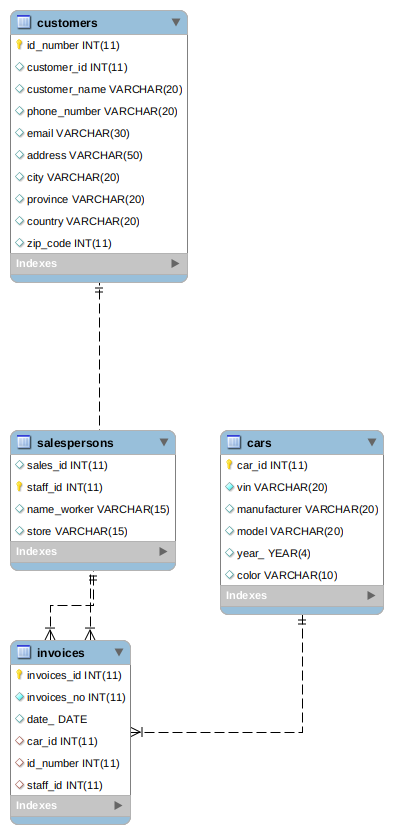 customers
id_number INT(11)
customer_id INT(11)
customer_name VARCHAR(20)
phone_number VARCHAR(20)
email VARCHAR(30)
address VARCHAR(50)
city VARCHAR(20)
province VARCHAR(20)
country VARCHAR(20)
zip_code INT(11)
Indexes
salespersons
sales_id INT(11)
staff_id INT(11)
name_worker VARCHAR(15)
store VARCHAR(15)
Indexes
cars
car_id INT(11)
vin VARCHAR(20)
manufacturer VARCHAR(20)
model VARCHAR(20)
year_ YEAR(4)
color VARCHAR(10)
Indexes
invoices
invoices_id INT(11)
invoices_no INT(11)
date_ DATE
car_id INT(11)
id_number INT(11)
staff_id INT(11)
Indexes